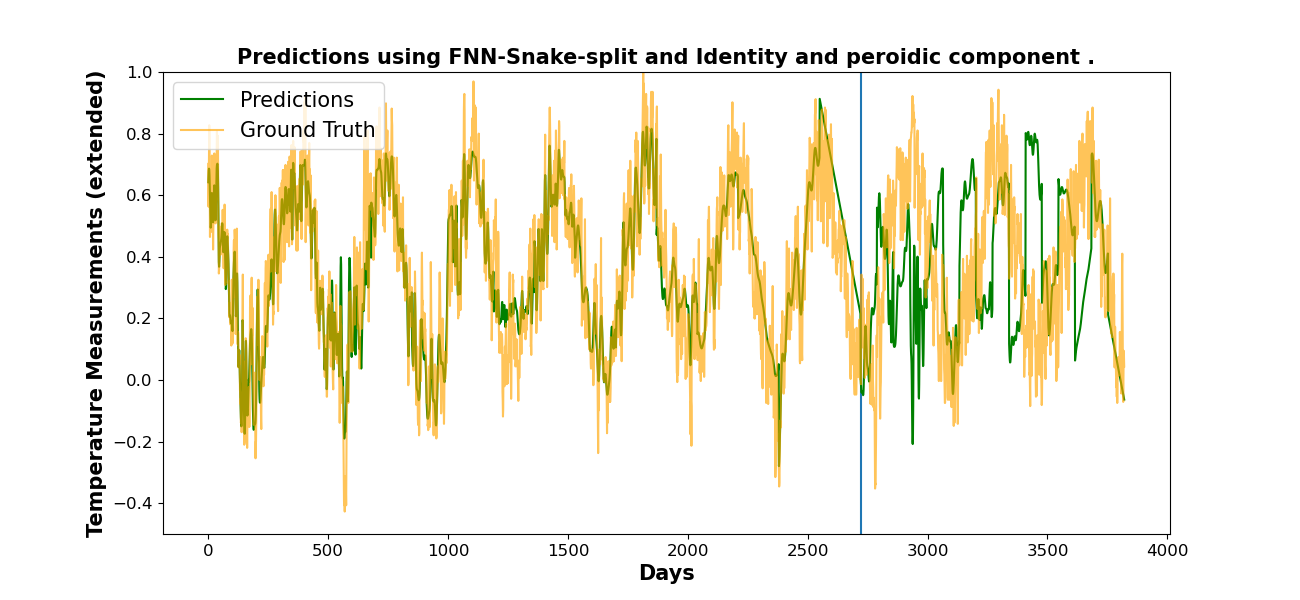 Predictions using FNN-Snake-split and Identity and peroidic component .
Temperature Measurements (extended)
1.0
0.8
0.6
0.4
0.2
0.0
−0.2
−0.4
Predictions
Ground Truth
0 500 1000 1500 2000 2500 3000 3500 4000
Days